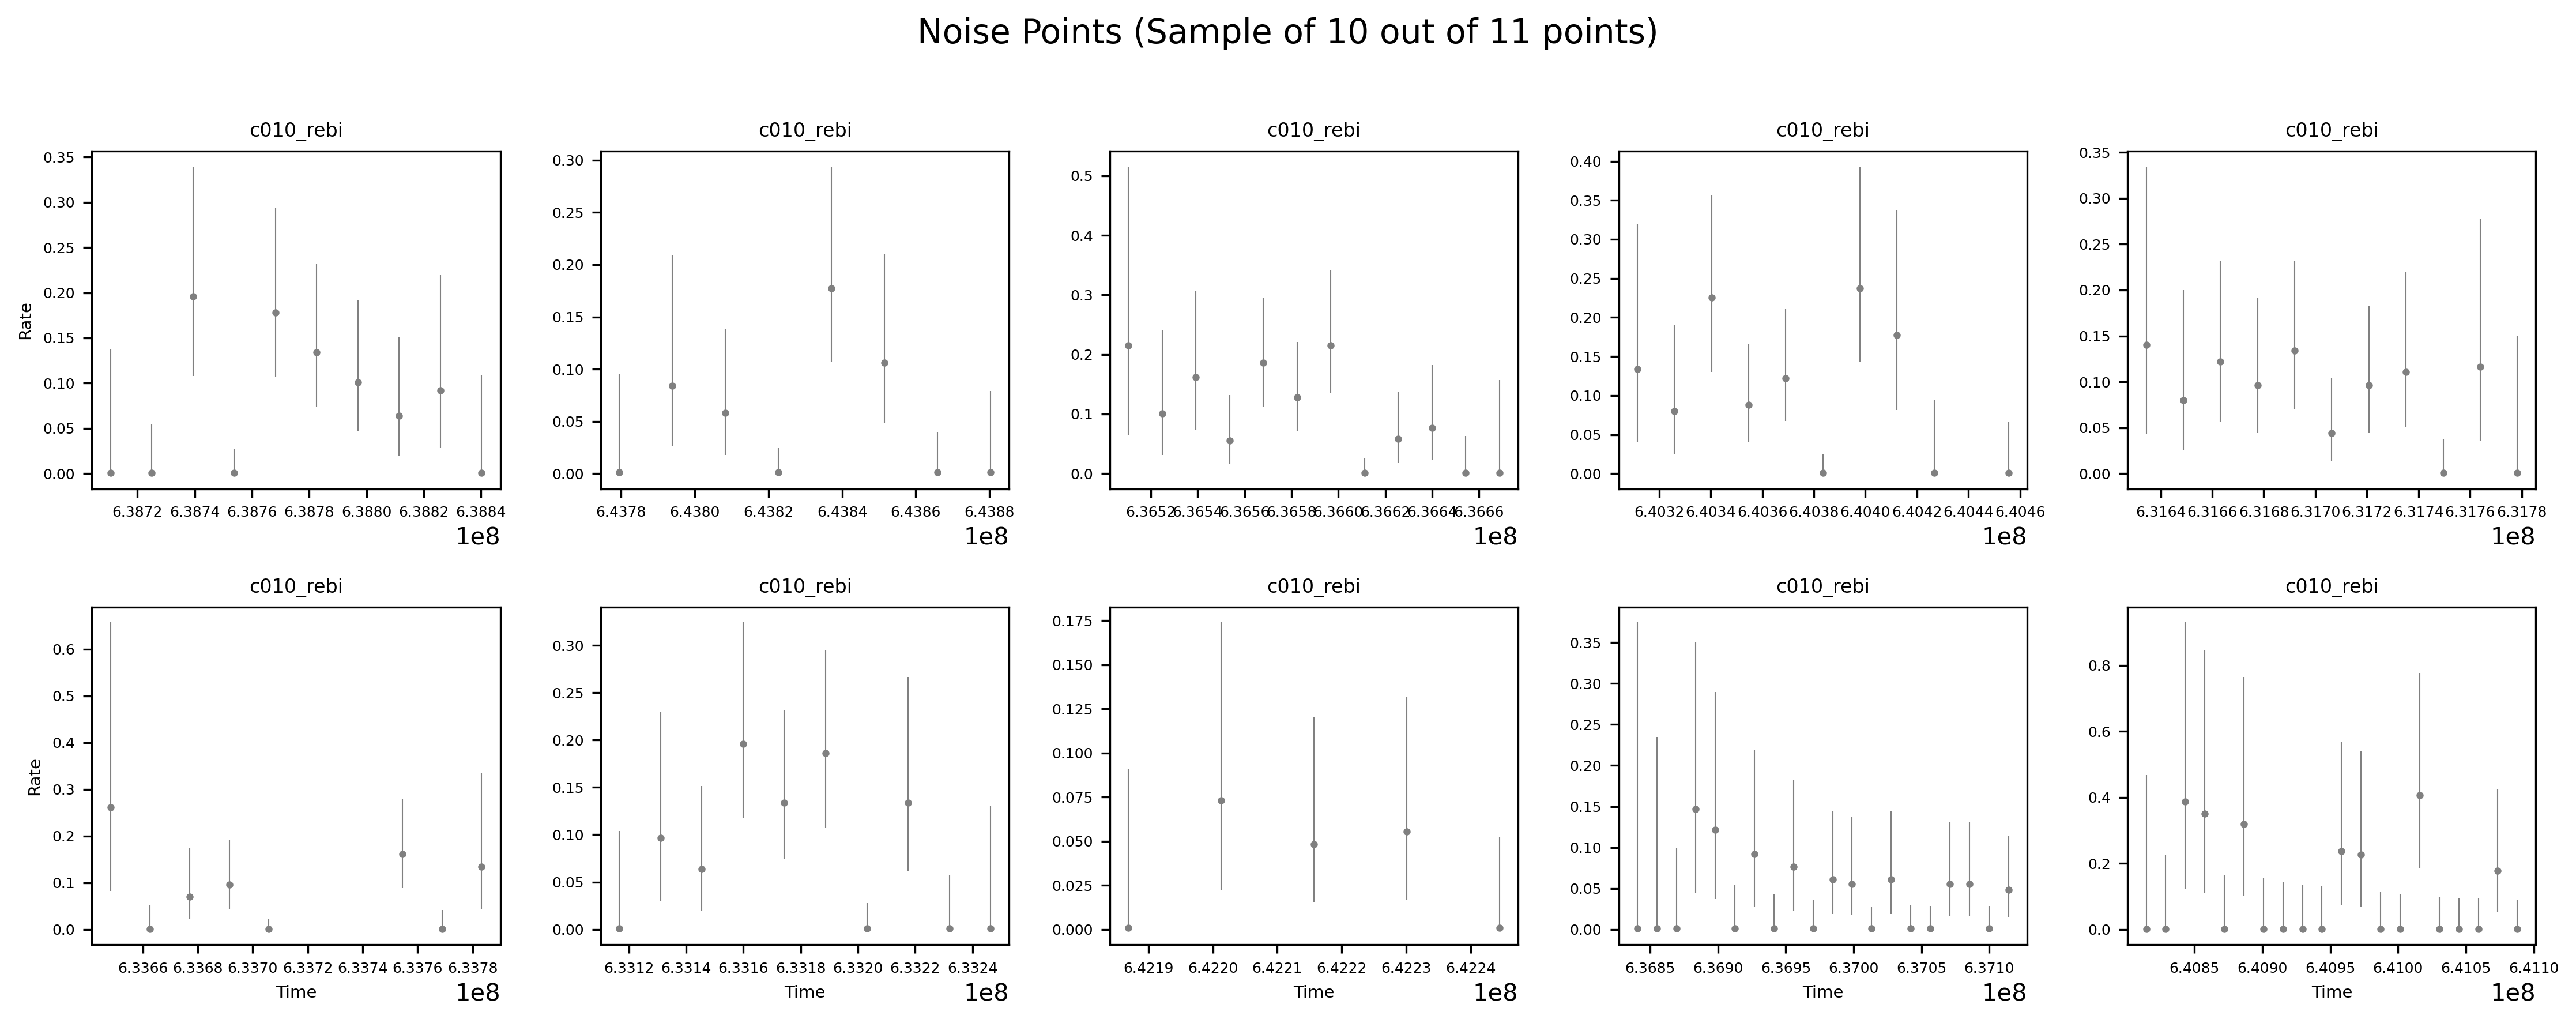 Noise Points (Sample of 10 out of 11 points)
c010_rebi
c010_rebi
c010_rebi
c010_rebi
c010_rebi
Rate
0.35
0.30
0.25
0.20
0.15
0.10
0.05
0.00
6.3872 6.3874 6.3876 6.3878 6.3880 6.3882 6.3884
1e8
0.30
0.25
0.20
0.15
0.10
0.05
0.00
6.4378 6.4380 6.4382 6.4384 6.4386 6.4388
1e8
0.5
0.4
0.3
0.2
0.1
0.0
6.3652 6.3654 6.3656 6.3658 6.3660 6.3662 6.3664 6.3666
1e8
0.40
0.35
0.30
0.25
0.20
0.15
0.10
0.05
0.00
6.4032 6.4034 6.4036 6.4038 6.4040 6.4042 6.4044 6.4046
1e8
0.35
0.30
0.25
0.20
0.15
0.10
0.05
0.00
6.3164 6.3166 6.3168 6.3170 6.3172 6.3174 6.3176 6.3178
1e8
c010_rebi
c010_rebi
c010_rebi
c010_rebi
c010_rebi
Rate
0.6
0.5
0.4
0.3
0.2
0.1
0.0
6.3366 6.3368 6.3370 6.3372 6.3374 6.3376 6.3378
Time
1e8
0.30
0.25
0.20
0.15
0.10
0.05
0.00
6.3312 6.3314 6.3316 6.3318 6.3320 6.3322 6.3324
Time
1e8
0.175
0.150
0.125
0.100
0.075
0.050
0.025
0.000
6.4219 6.4220 6.4221 6.4222 6.4223 6.4224
Time
1e8
0.35
0.30
0.25
0.20
0.15
0.10
0.05
0.00
6.3685 6.3690 6.3695 6.3700 6.3705 6.3710
Time
1e8
0.8
0.6
0.4
0.2
0.0
6.4085 6.4090 6.4095 6.4100 6.4105 6.4110
Time
1e8